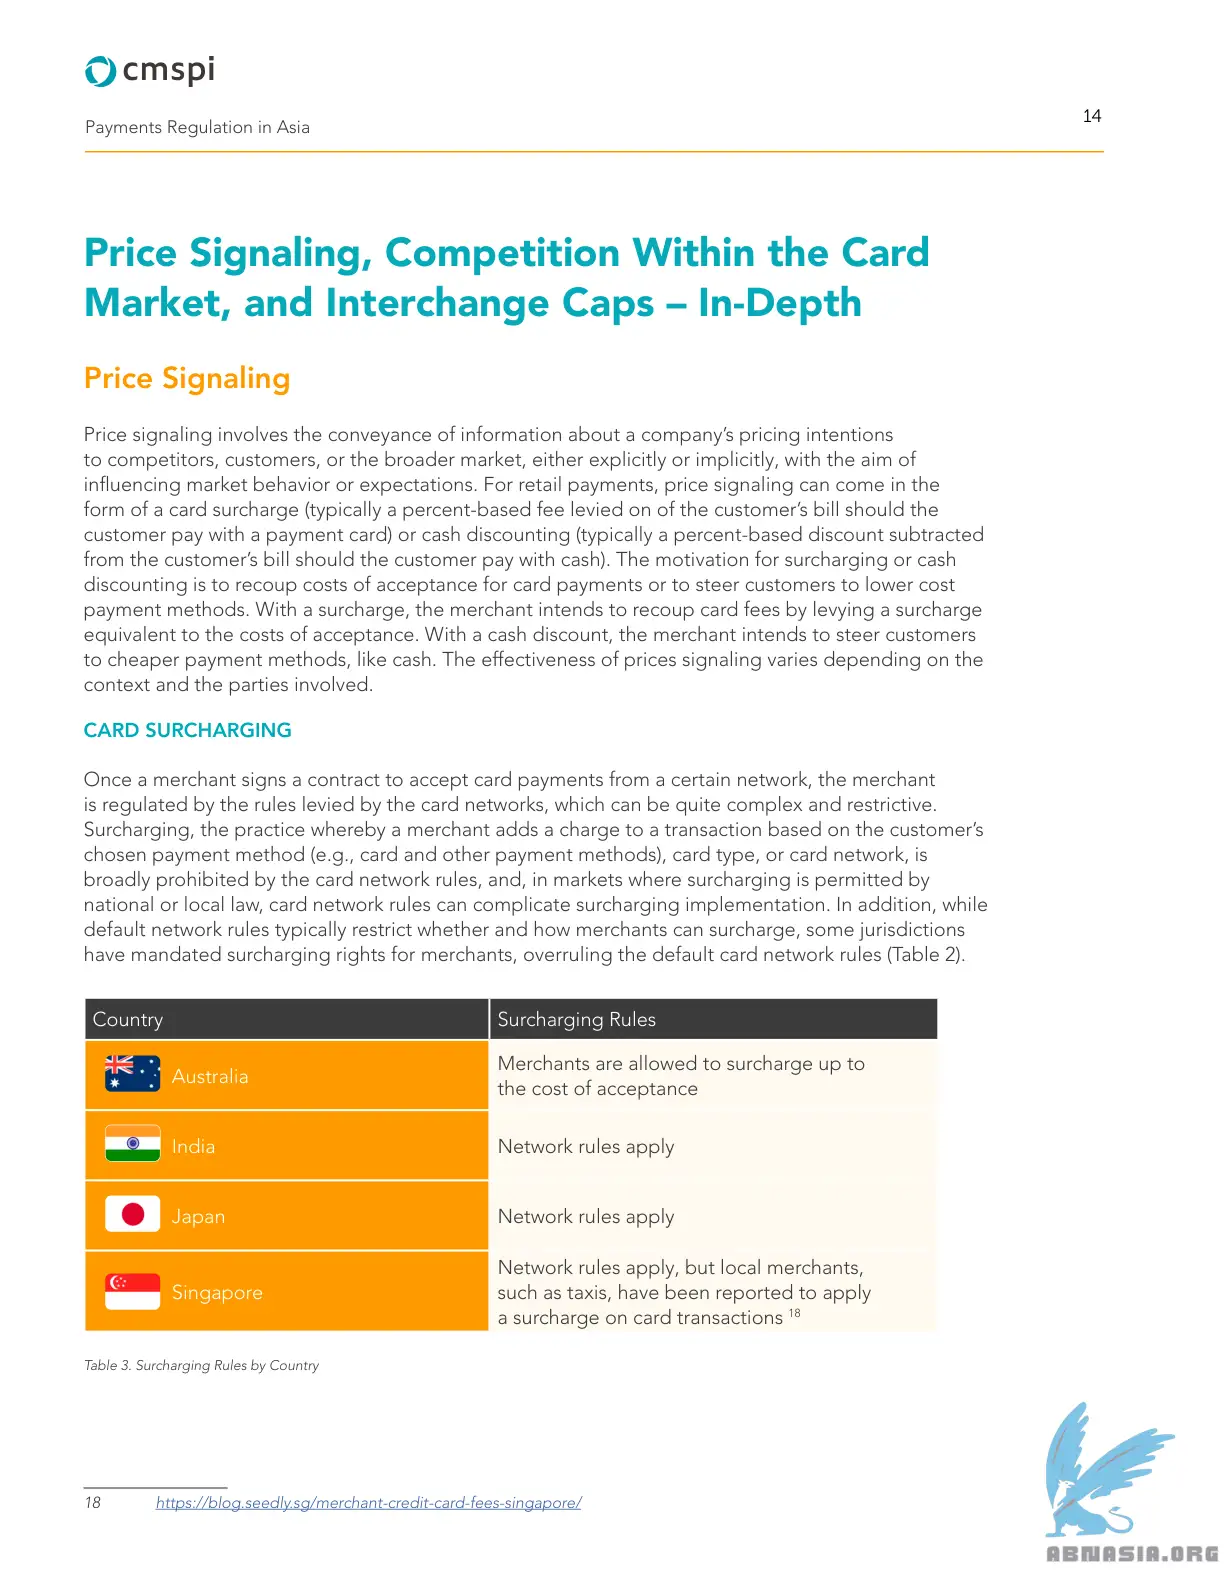 cmspi
Payments Regulation in Asia
14
Price Signaling, Competition Within the Card
Market, and Interchange Caps – In-Depth
Price Signaling
Price signaling involves the conveyance of information about a company’s pricing intentions
to competitors, customers, or the broader market, either explicitly or implicitly, with the aim of
influencing market behavior or expectations. For retail payments, price signaling can come in the
form of a card surcharge (typically a percent-based fee levied on of the customer’s bill should the
customer pay with a payment card) or cash discounting (typically a percent-based discount subtracted
from the customer’s bill should the customer pay with cash). The motivation for surcharging or cash
discounting is to recoup costs of acceptance for card payments or to steer customers to lower cost
payment methods. With a surcharge, the merchant intends to recoup card fees by levying a surcharge
equivalent to the costs of acceptance. With a cash discount, the merchant intends to steer customers
to cheaper payment methods, like cash. The effectiveness of prices signaling varies depending on the
context and the parties involved.
CARD SURCHARGING
Once a merchant signs a contract to accept card payments from a certain network, the merchant
is regulated by the rules levied by the card networks, which can be quite complex and restrictive.
Surcharging, the practice whereby a merchant adds a charge to a transaction based on the customer’s
chosen payment method (e.g., card and other payment methods), card type, or card network, is
broadly prohibited by the card network rules, and, in markets where surcharging is permitted by
national or local law, card network rules can complicate surcharging implementation. In addition, while
default network rules typically restrict whether and how merchants can surcharge, some jurisdictions
have mandated surcharging rights for merchants, overruling the default card network rules (Table 2).
Country
Surcharging Rules
Australia
Merchants are allowed to surcharge up to
the cost of acceptance
India
Network rules apply
Japan
Network rules apply
Singapore
Network rules apply, but local merchants,
such as taxis, have been reported to apply
a surcharge on card transactions 18
Table 3. Surcharging Rules by Country
18 https://blog.seedly.sg/merchant-credit-card-fees-singapore/
ABNASIA.ORG